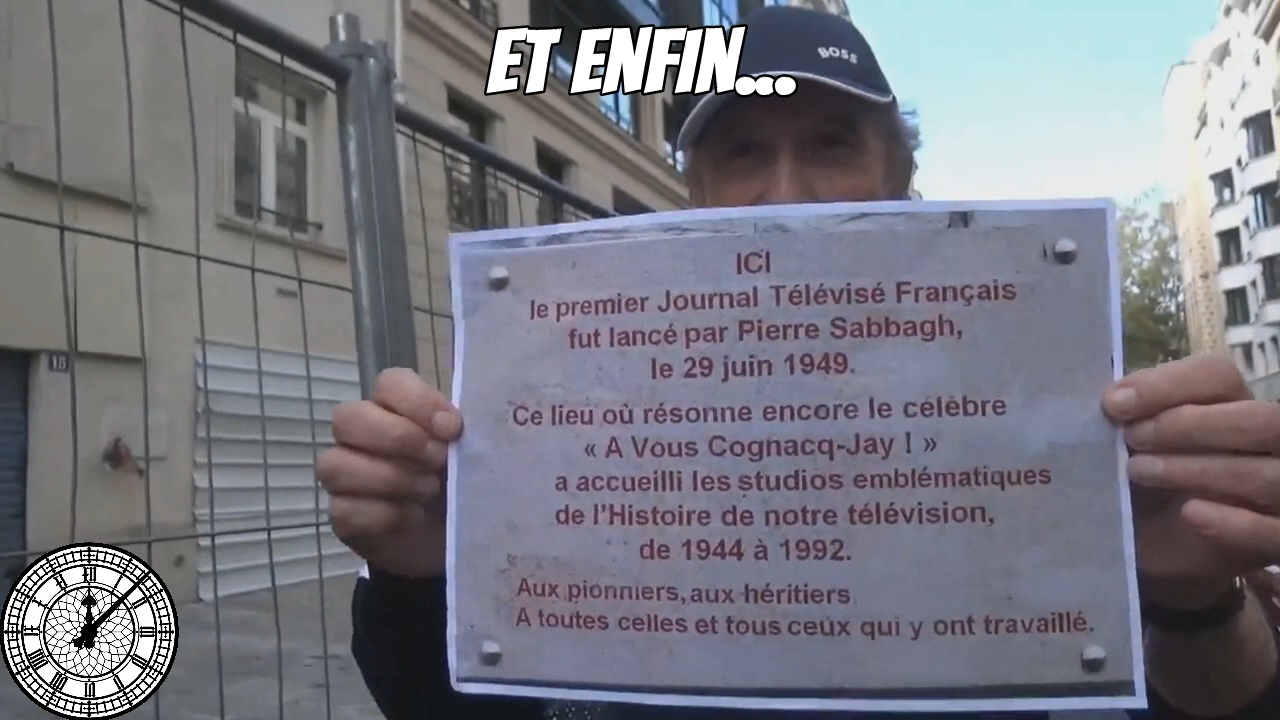 ET ENFIN...
BOSS
ICI
le premier Journal Télévisé Français
fut lancé par Pierre Sabbagh,
le 29 juin 1949.
Ce lieu où résonne encore le célèbre
« A Vous Cognacq-Jay ! »
a accueilli les studios emblématiques
de l'Histoire de notre télévision,
de 1944 à 1992.
Aux pionniers, aux héritiers
A toutes celles et tous ceux qui y ont travaillé.